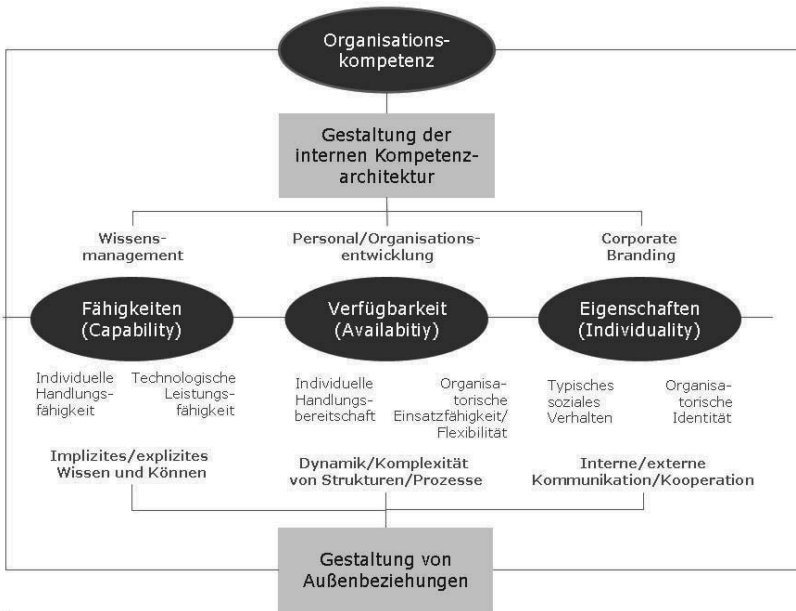 Organisations-
kompetenz
Gestaltung der
internen Kompetenz-
architektur
Wissens-
management
Personal/Organisations-
entwicklung
Corporate
Branding
Fähigkeiten
(Capability)
Verfügbarkeit
(Availabitiy)
Eigenschaften
(Individuality)
Individuelle
Handlungs-
fähigkeit
Technologische
Leistungs-
fähigkeit
Individuelle
Handlungs-
bereitschaft
Organisa-
torische
Einsatzfähigkeit/
Flexibilität
Typisches
soziales
Verhalten
Organisa-
torische
Identität
Implizites/explizites
Wissen und Können
Dynamik/Komplexität
von Strukturen/Prozesse
Interne/externe
Kommunikation/Kooperation
Gestaltung von
Außenbeziehungen